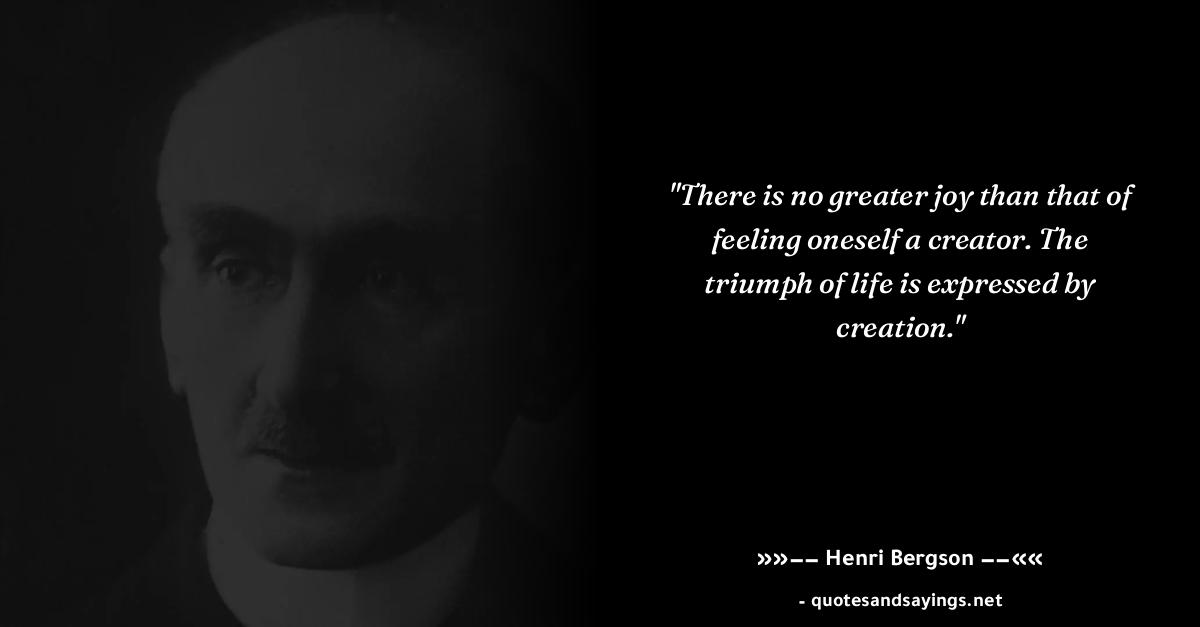 "There is no greater joy than that of
feeling oneself a creator. The
triumph of life is expressed by
creation."
»»−− Henri Bergson −−««
- quotesandsayings.net